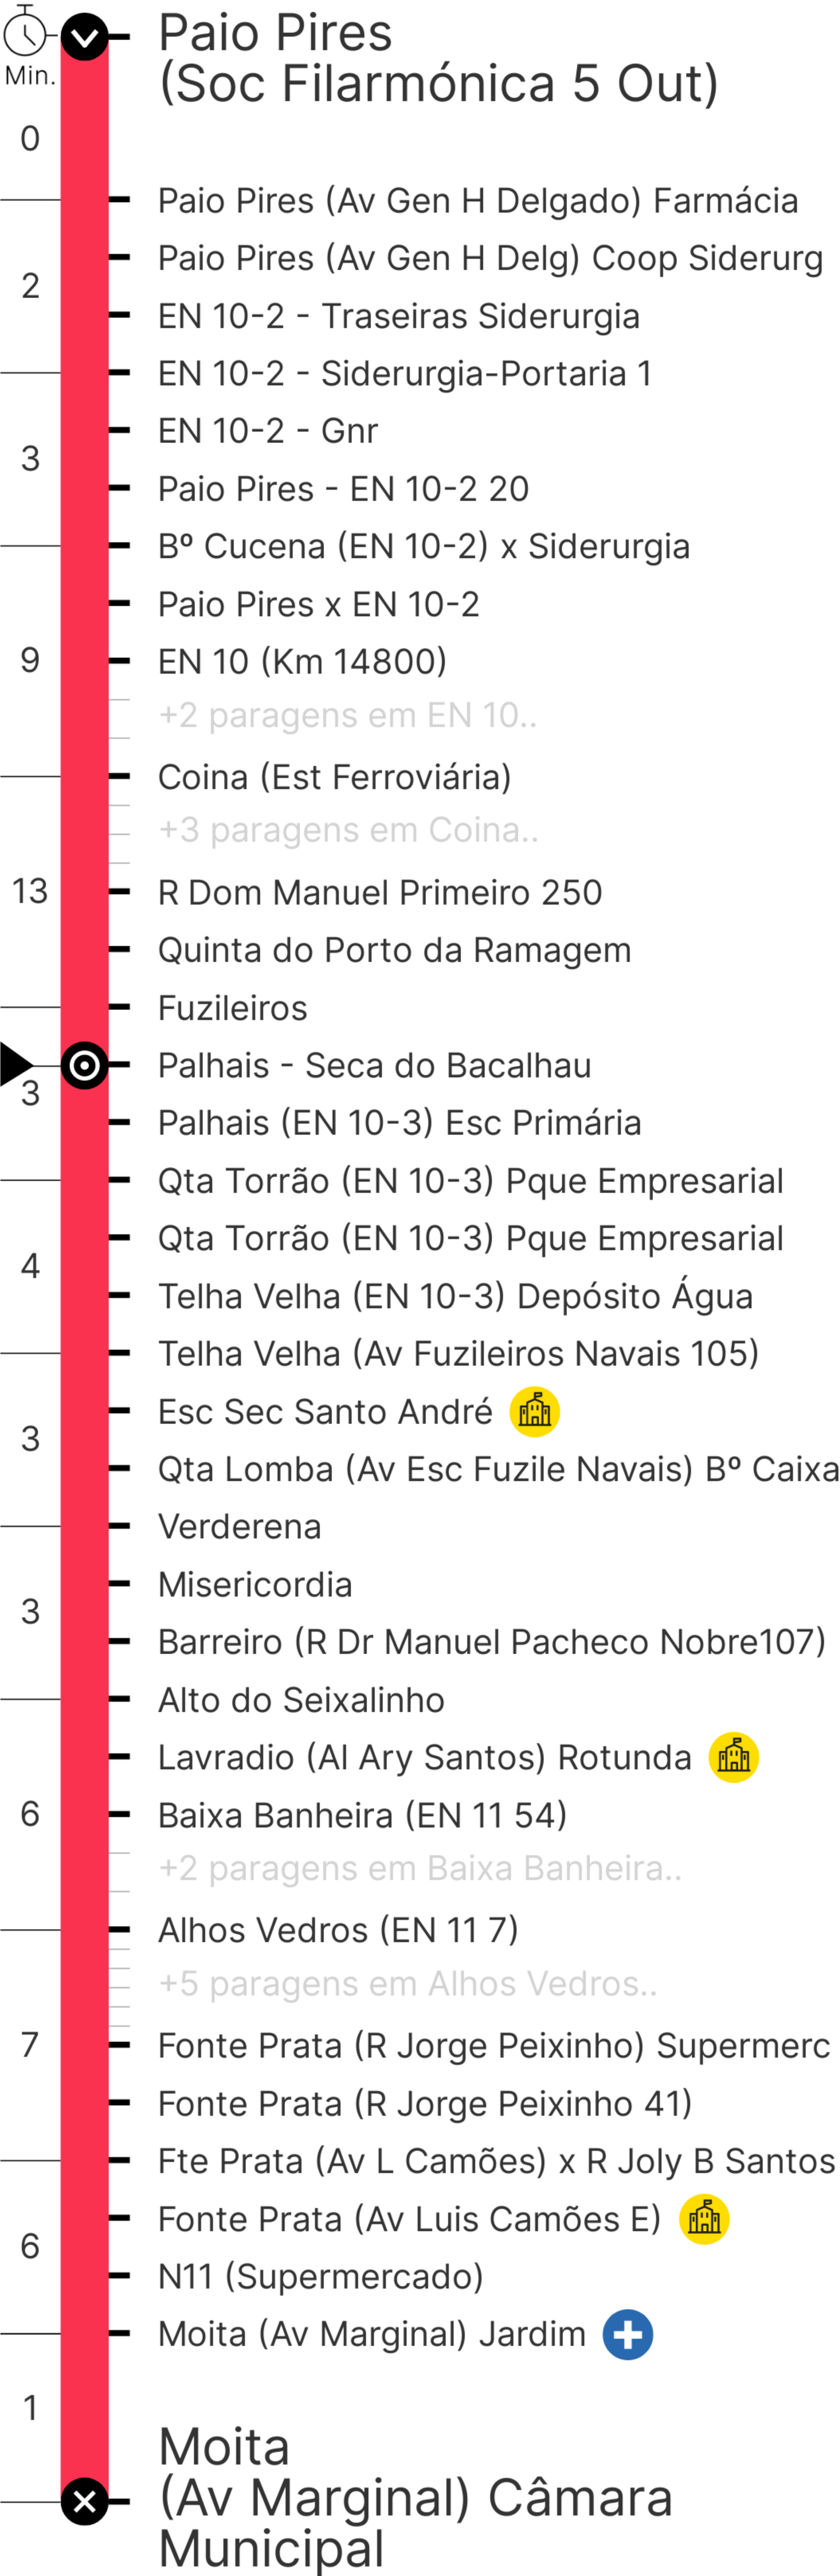 Paio Pires
(Soc Filarmónica 5 Out)
Min.
0
Paio Pires (Av Gen H Delgado) Farmácia
Paio Pires (Av Gen H Delg) Coop Siderurg
2
EN 10-2 - Traseiras Siderurgia
EN 10-2 - Siderurgia-Portaria 1
EN 10-2 - Gnr
3
Paio Pires - EN 10-2 20
Bº Cucena (EN 10-2) x Siderurgia
Paio Pires x EN 10-2
9
EN 10 (Km 14800)
+2 paragens em EN 10..
Coina (Est Ferroviária)
+3 paragens em Coina..
13
R Dom Manuel Primeiro 250
Quinta do Porto da Ramagem
Fuzileiros
Palhais - Seca do Bacalhau
3
Palhais (EN 10-3) Esc Primária
Qta Torrão (EN 10-3) Pque Empresarial
Qta Torrão (EN 10-3) Pque Empresarial
4
Telha Velha (EN 10-3) Depósito Água
Telha Velha (Av Fuzileiros Navais 105)
Esc Sec Santo André
3
Qta Lomba (Av Esc Fuzile Navais) Bº Caixa
Verderena
Misericordia
3
Barreiro (R Dr Manuel Pacheco Nobre107)
Alto do Seixalinho
Lavradio (Al Ary Santos) Rotunda
6
Baixa Banheira (EN 11 54)
+2 paragens em Baixa Banheira..
Alhos Vedros (EN 11 7)
+5 paragens em Alhos Vedros..
7
Fonte Prata (R Jorge Peixinho) Supermerc
Fonte Prata (R Jorge Peixinho 41)
Fte Prata (Av L Camões) x R Joly B Santos
Fonte Prata (Av Luis Camões E)
6
N11 (Supermercado)
Moita (Av Marginal) Jardim
1
Moita
(Av Marginal) Câmara
Municipal